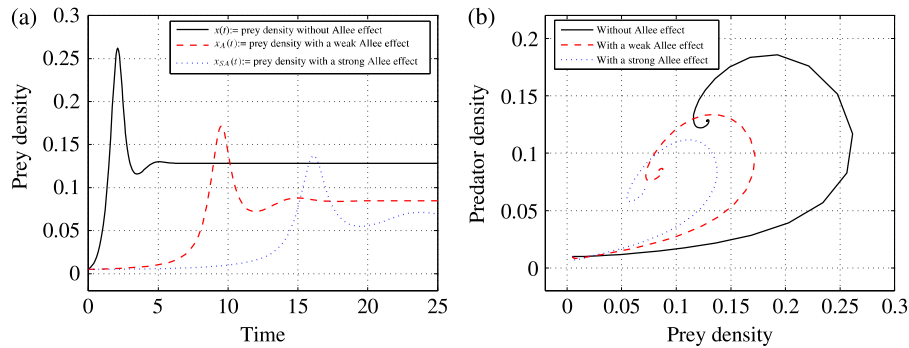 (a)
x(t):= prey density without Allee effect
x_A(t):= prey density with a weak Allee effect
x_SA(t):= prey density with a strong Allee effect
Prey density
0.3
0.25
0.2
0.15
0.1
0.05
0
0
5
10
15
20
25
Time
(b)
Without Allee effect
With a weak Allee effect
With a strong Allee effect
Predator density
0.2
0.15
0.1
0.05
0
0
0.05
0.1
0.15
0.2
0.25
0.3
Prey density